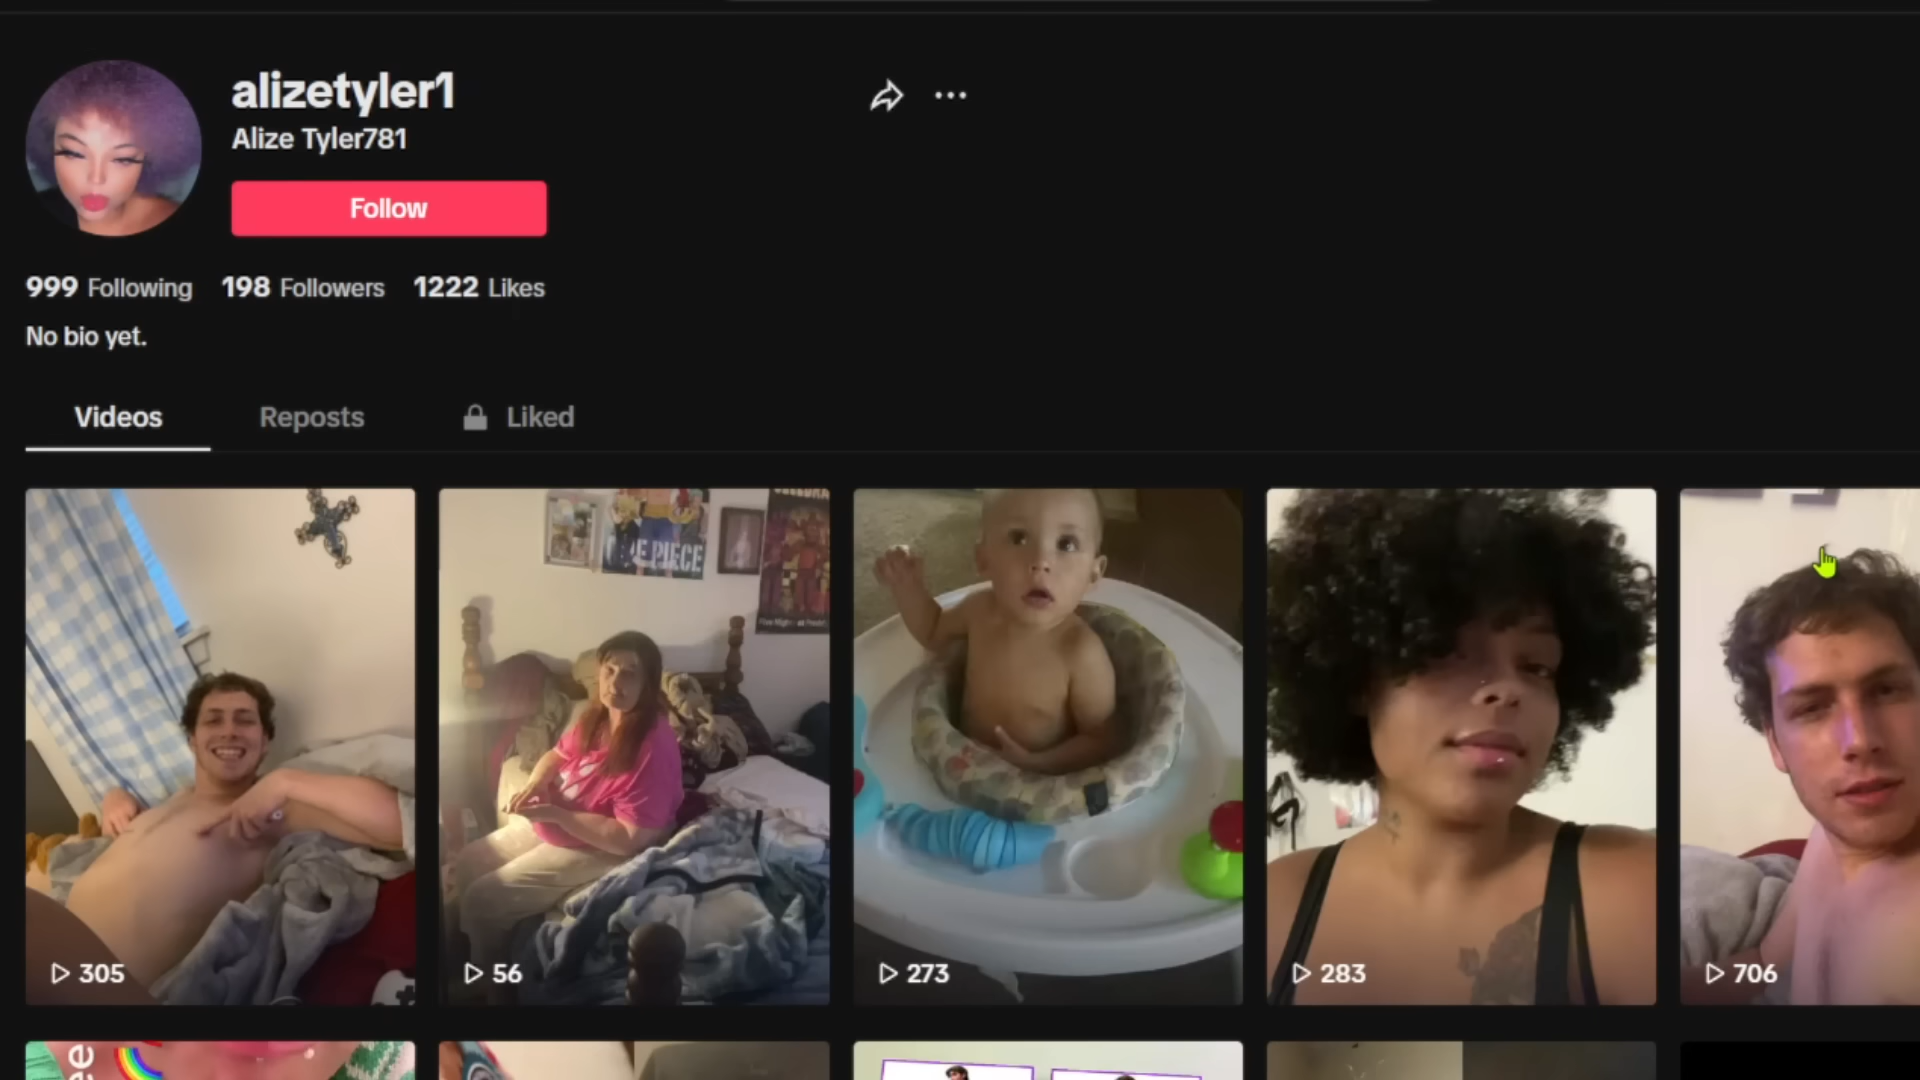 alizetyler1
Alize Tyler781
Follow
999 Following 198 Followers 1222 Likes
No bio yet.
Videos Reposts Liked
PIECE
305 56 273 283 706